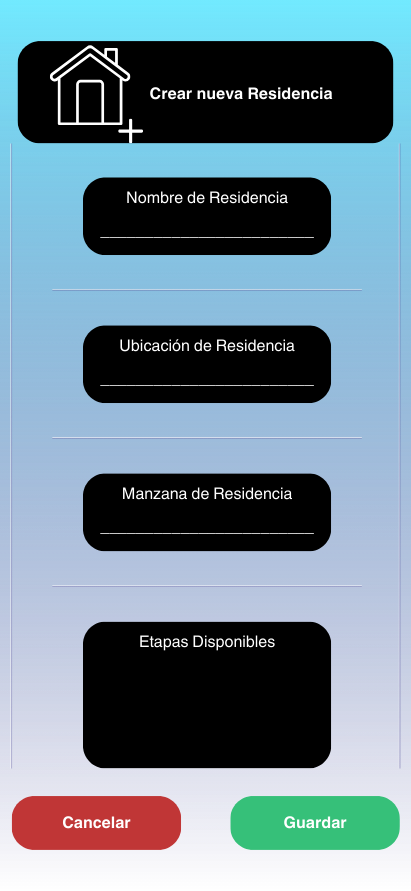 Crear nueva Residencia
Nombre de Residencia
Ubicación de Residencia
Manzana de Residencia
Etapas Disponibles
Cancelar
Guardar